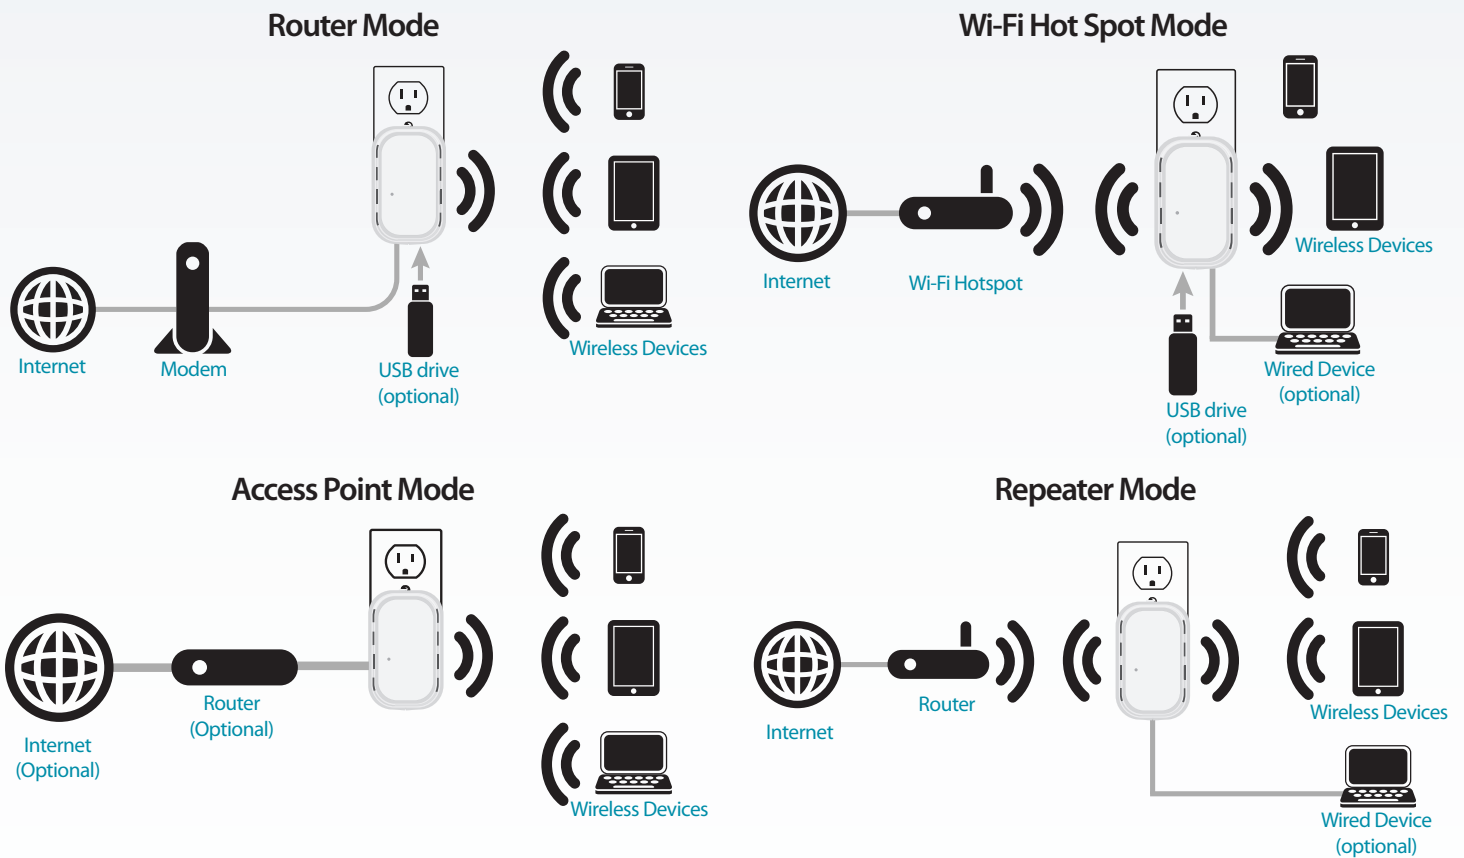 Router Mode
Internet
Modem
USB drive
(optional)
Wireless Devices
Wi-Fi Hot Spot Mode
Internet
Wi-Fi Hotspot
Wireless Devices
Wired Device
(optional)
USB drive
(optional)
Access Point Mode
Internet
(Optional)
Router
(Optional)
Wireless Devices
Repeater Mode
Internet
Router
Wireless Devices
Wired Device
(optional)